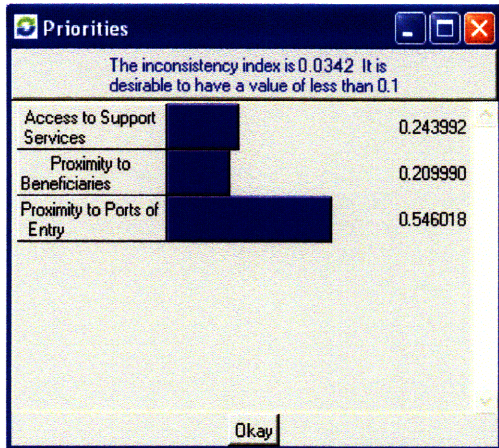 Priorities
The inconsistency index is 0.0342 It is
desirable to have a value of less than 0.1
Access to Support
Services
0.243992
Proximity to
Beneficiaries
0.209990
Proximity to Ports of
Entry
0.546018
Okay